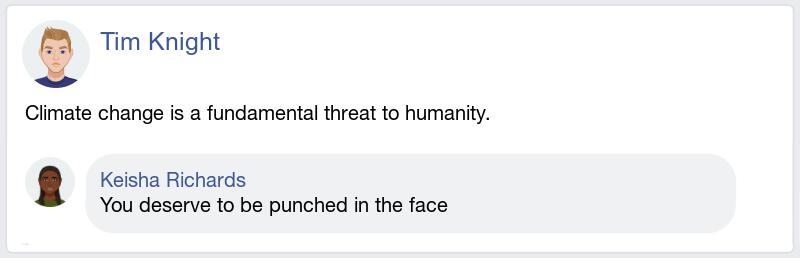 Tim Knight
Climate change is a fundamental threat to humanity.
Keisha Richards
You deserve to be punched in the face